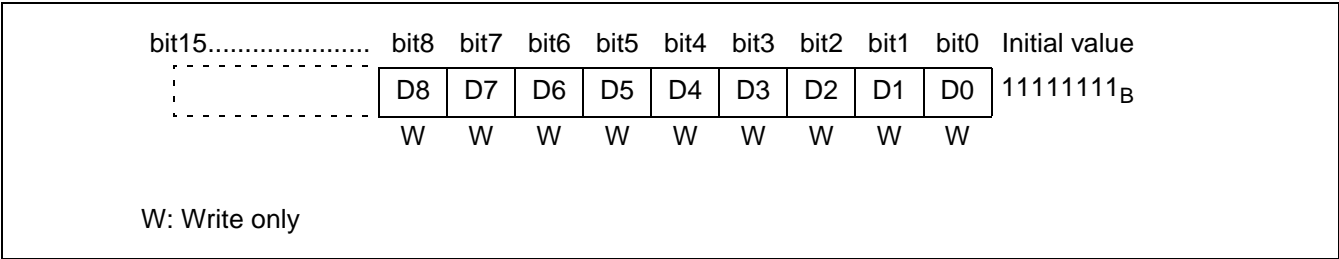 bit15...................... bit8 bit7 bit6 bit5 bit4 bit3 bit2 bit1 bit0 Initial value
D8 D7 D6 D5 D4 D3 D2 D1 D0 11111111B
W W W W W W W W W
W: Write only